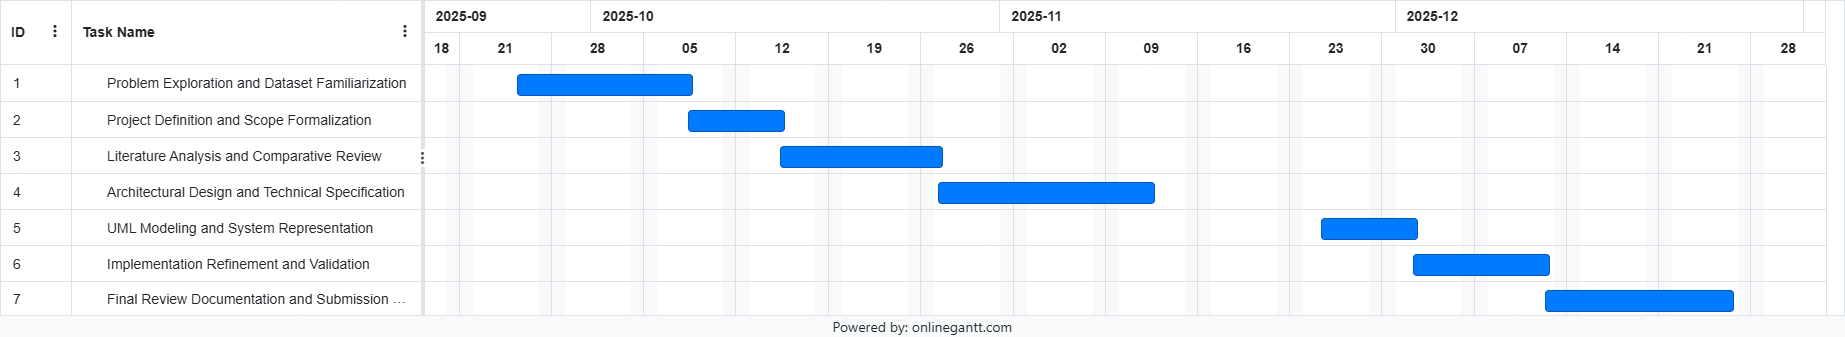 2025-09 2025-10 2025-11 2025-12
ID Task Name
18 21 28 05 12 19 26 02 09 16 23 30 07 14 21 28
1 Problem Exploration and Dataset Familiarization
2 Project Definition and Scope Formalization
3 Literature Analysis and Comparative Review
4 Architectural Design and Technical Specification
5 UML Modeling and System Representation
6 Implementation Refinement and Validation
7 Final Review Documentation and Submission ...
Powered by: onlinegantt.com